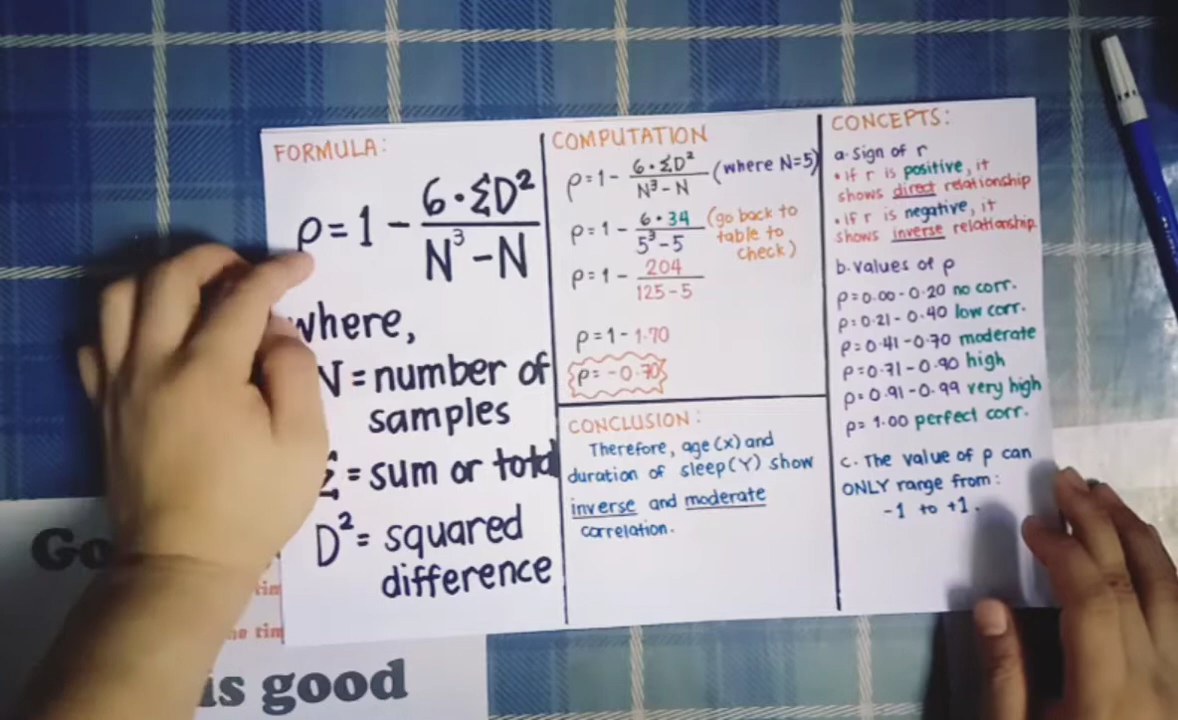 FORMULA:
ρ = 1 - 6·ΣD² / N³ - N
where,
N = number of
samples
Σ = sum or total
D² = squared
difference
COMPUTATION
ρ = 1 - 6·ΣD² / N³ - N (where N=5)
ρ = 1 - 6·34 / 5³ - 5 (go back to
table to
check)
ρ = 1 - 204 / 125 - 5
ρ = 1 - 1.70
ρ = -0.70
CONCLUSION:
Therefore, age (x) and
duration of sleep (Y) show
inverse and moderate
correlation.
CONCEPTS:
a. Sign of r
• if r is positive, it
shows direct relationship
• if r is negative, it
shows inverse relationship.
b. values of ρ
ρ = 0.00 - 0.20 no corr.
ρ = 0.21 - 0.40 low corr.
ρ = 0.41 - 0.70 moderate
ρ = 0.71 - 0.90 high
ρ = 0.91 - 0.99 very high
ρ = 1.00 perfect corr.
c. The value of ρ can
ONLY range from:
-1 to +1.
is good